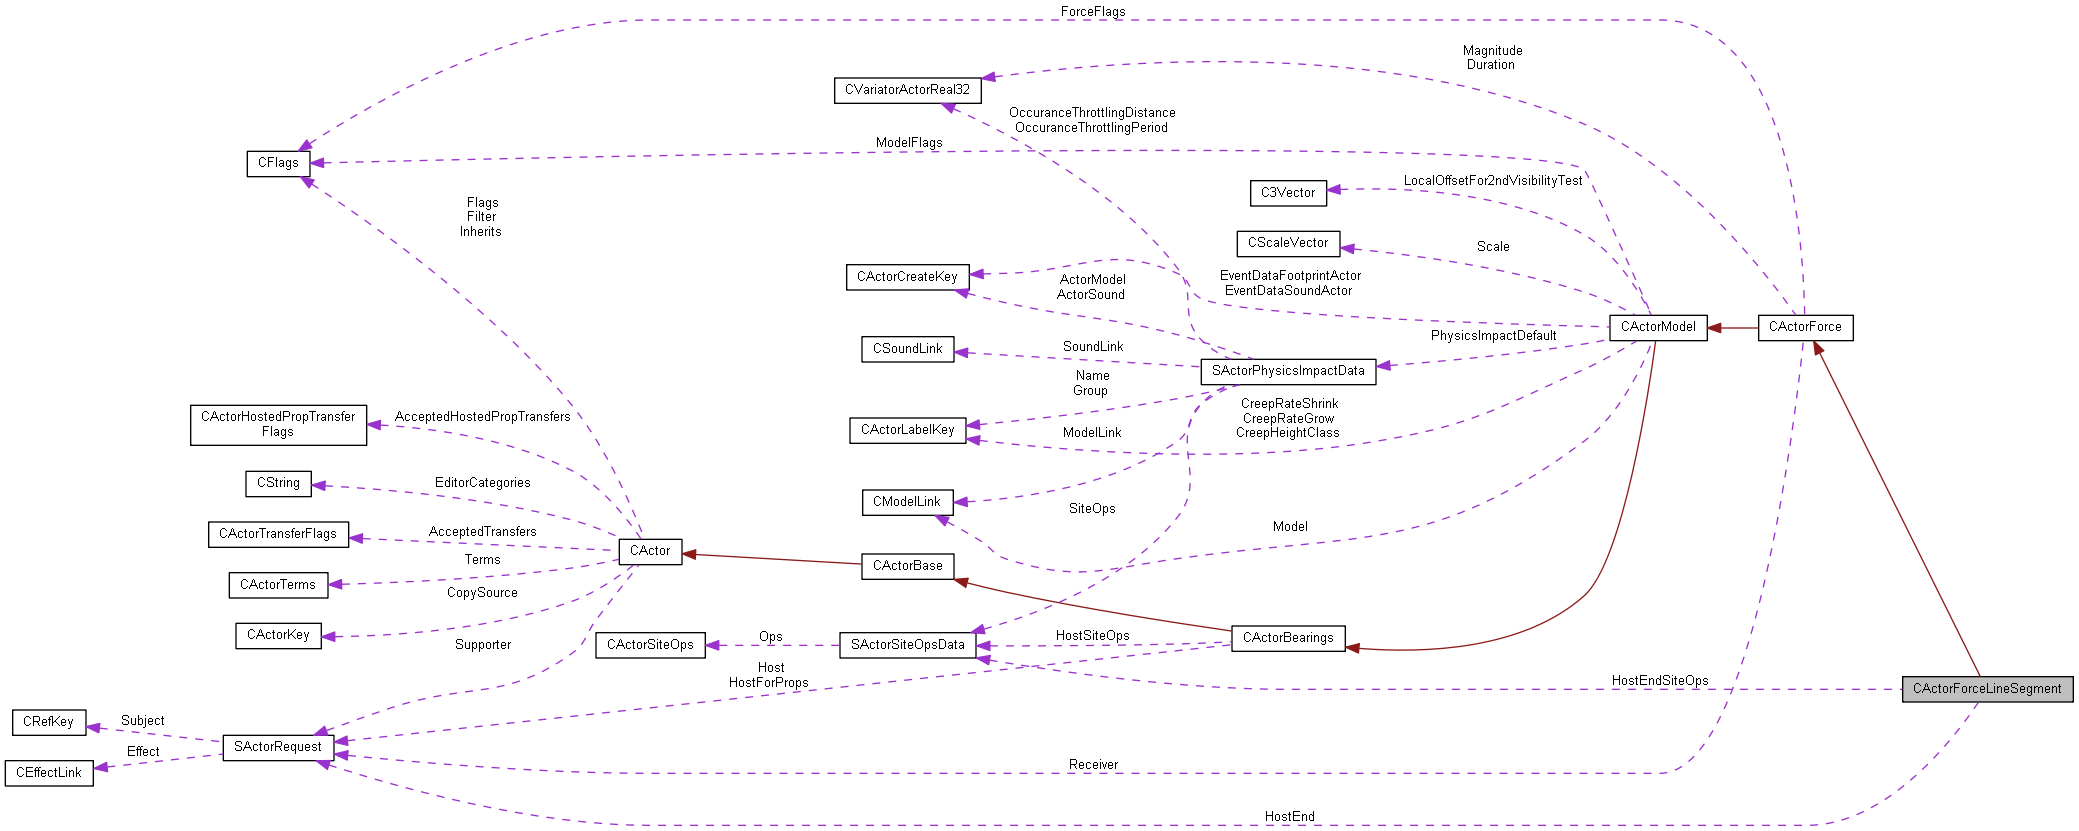 ForceFlags
Magnitude
Duration
CVariatorActorReal32
OccuranceThrottlingDistance
OccuranceThrottlingPeriod
ModelFlags
CFlags
LocalOffsetFor2ndVisibilityTest
C3Vector
Flags
Filter
Inherits
CScaleVector
Scale
CActorCreateKey
ActorModel
ActorSound
EventDataFootprintActor
EventDataSoundActor
CActorModel
CActorForce
PhysicsImpactDefault
CSoundLink
SoundLink
SActorPhysicsImpactData
Name
Group
CActorHostedPropTransfer
Flags
AcceptedHostedPropTransfers
CActorLabelKey
ModelLink
CreepRateShrink
CreepRateGrow
CreepHeightClass
CString
EditorCategories
CModelLink
SiteOps
Model
CActorTransferFlags
AcceptedTransfers
CActor
CActorBase
Terms
CActorTerms
CopySource
CActorKey
Supporter
CActorSiteOps
Ops
SActorSiteOpsData
HostSiteOps
CActorBearings
Host
HostForProps
HostEndSiteOps
CActorForceLineSegment
CRefKey
Subject
SActorRequest
Effect
CEffectLink
Receiver
HostEnd